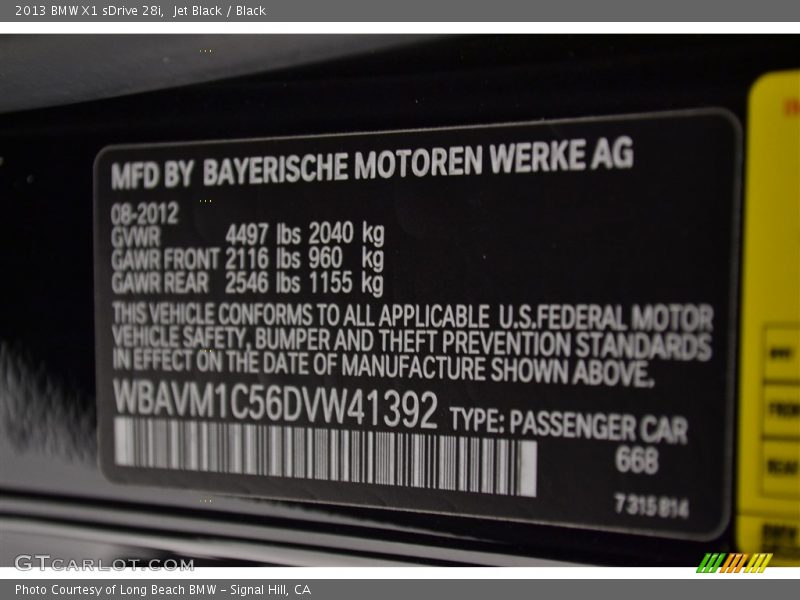 2013 BMW X1 sDrive 28i, Jet Black / Black
MFD BY BAYERISCHE MOTOREN WERKE AG
08-2012
GVWR 4497 lbs 2040 kg
GAWR FRONT 2116 lbs 960 kg
GAWR REAR 2546 lbs 1155 kg
THIS VEHICLE CONFORMS TO ALL APPLICABLE U.S.FEDERAL MOTOR
VEHICLE SAFETY, BUMPER AND THEFT PREVENTION STANDARDS
IN EFFECT ON THE DATE OF MANUFACTURE SHOWN ABOVE.
WBAVM1C56DVW41392 TYPE: PASSENGER CAR
668
7 315 814
FRONT
REAR
GTCARLOT.COM
Photo Courtesy of Long Beach BMW – Signal Hill, CA